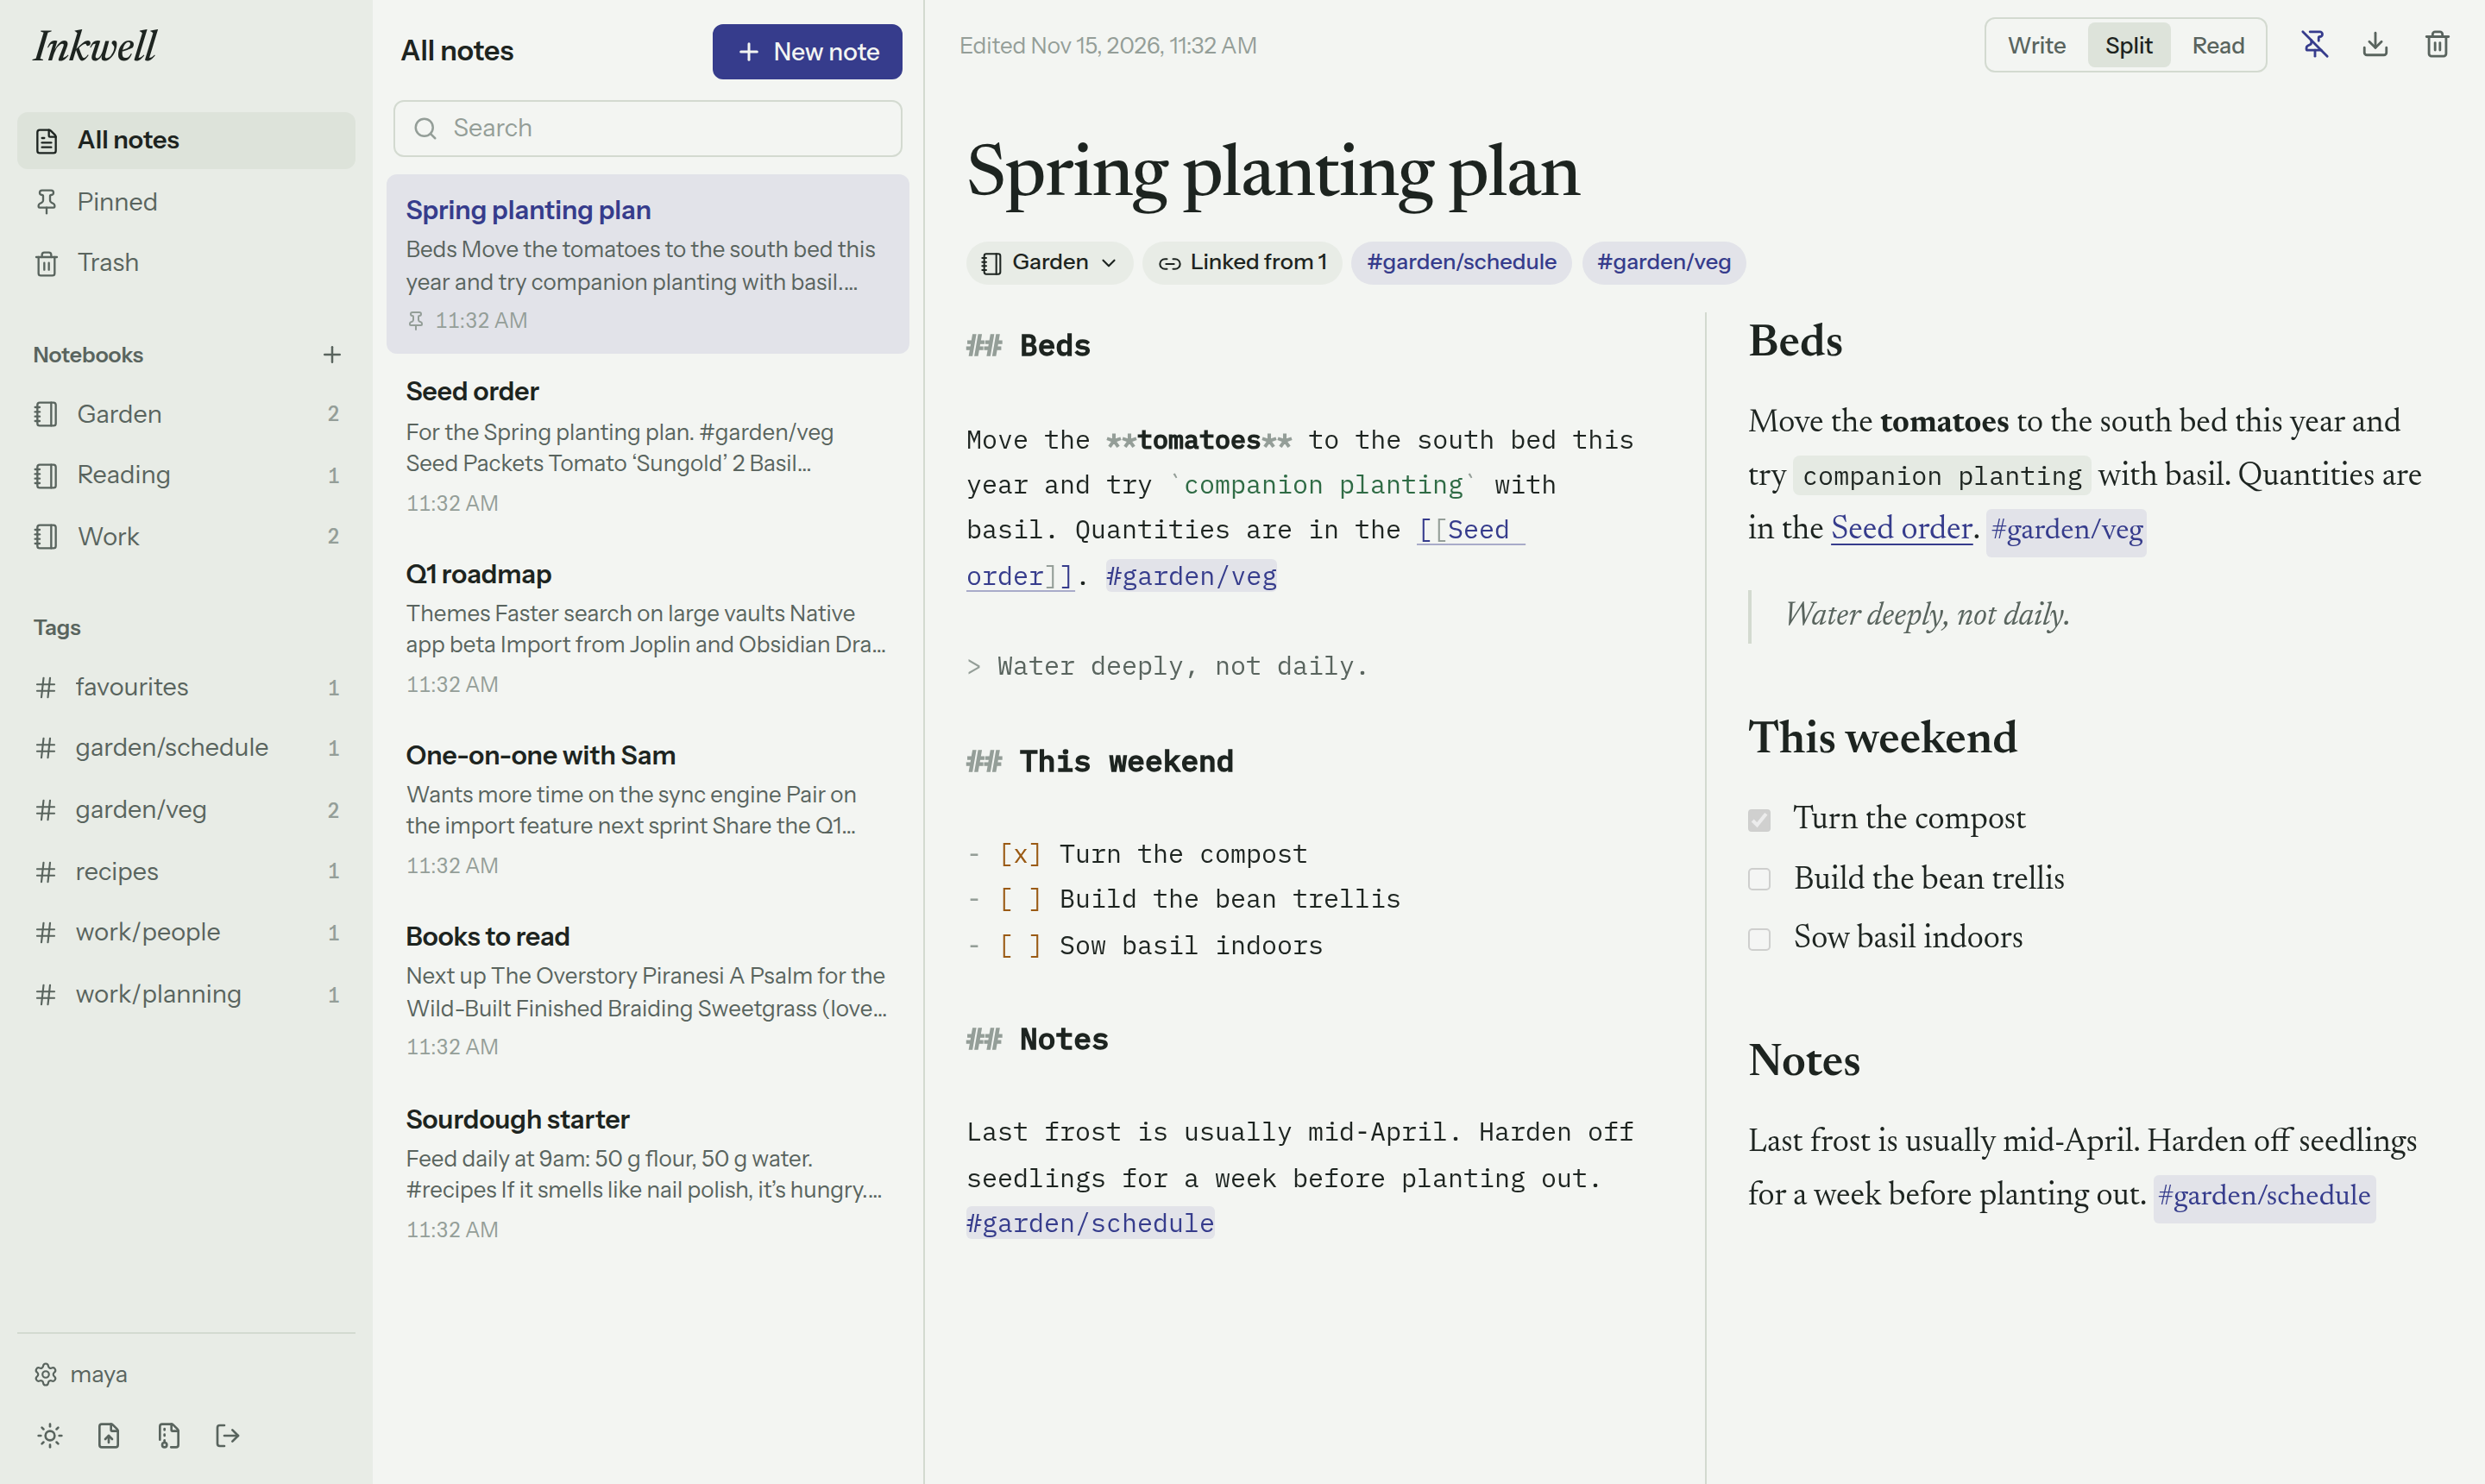 Inkwell
All notes
Pinned
Trash
Notebooks
Garden 2
Reading 1
Work 2
Tags
# favourites 1
# garden/schedule 1
# garden/veg 2
# recipes 1
# work/people 1
# work/planning 1
maya
All notes
+ New note
Search
Spring planting plan
Beds Move the tomatoes to the south bed this
year and try companion planting with basil.…
11:32 AM
Seed order
For the Spring planting plan. #garden/veg
Seed Packets Tomato ‘Sungold’ 2 Basil…
11:32 AM
Q1 roadmap
Themes Faster search on large vaults Native
app beta Import from Joplin and Obsidian Dra…
11:32 AM
One-on-one with Sam
Wants more time on the sync engine Pair on
the import feature next sprint Share the Q1…
11:32 AM
Books to read
Next up The Overstory Piranesi A Psalm for the
Wild-Built Finished Braiding Sweetgrass (love…
11:32 AM
Sourdough starter
Feed daily at 9am: 50 g flour, 50 g water.
#recipes If it smells like nail polish, it’s hungry.…
11:32 AM
Edited Nov 15, 2026, 11:32 AM
Write Split Read
Spring planting plan
Garden Linked from 1 #garden/schedule #garden/veg
## Beds
Move the **tomatoes** to the south bed this
year and try `companion planting` with
basil. Quantities are in the [[Seed
order]]. #garden/veg
> Water deeply, not daily.
## This weekend
- [x] Turn the compost
- [ ] Build the bean trellis
- [ ] Sow basil indoors
## Notes
Last frost is usually mid-April. Harden off
seedlings for a week before planting out.
#garden/schedule
Beds
Move the tomatoes to the south bed this year and
try companion planting with basil. Quantities are
in the Seed order. #garden/veg
Water deeply, not daily.
This weekend
Turn the compost
Build the bean trellis
Sow basil indoors
Notes
Last frost is usually mid-April. Harden off seedlings
for a week before planting out. #garden/schedule